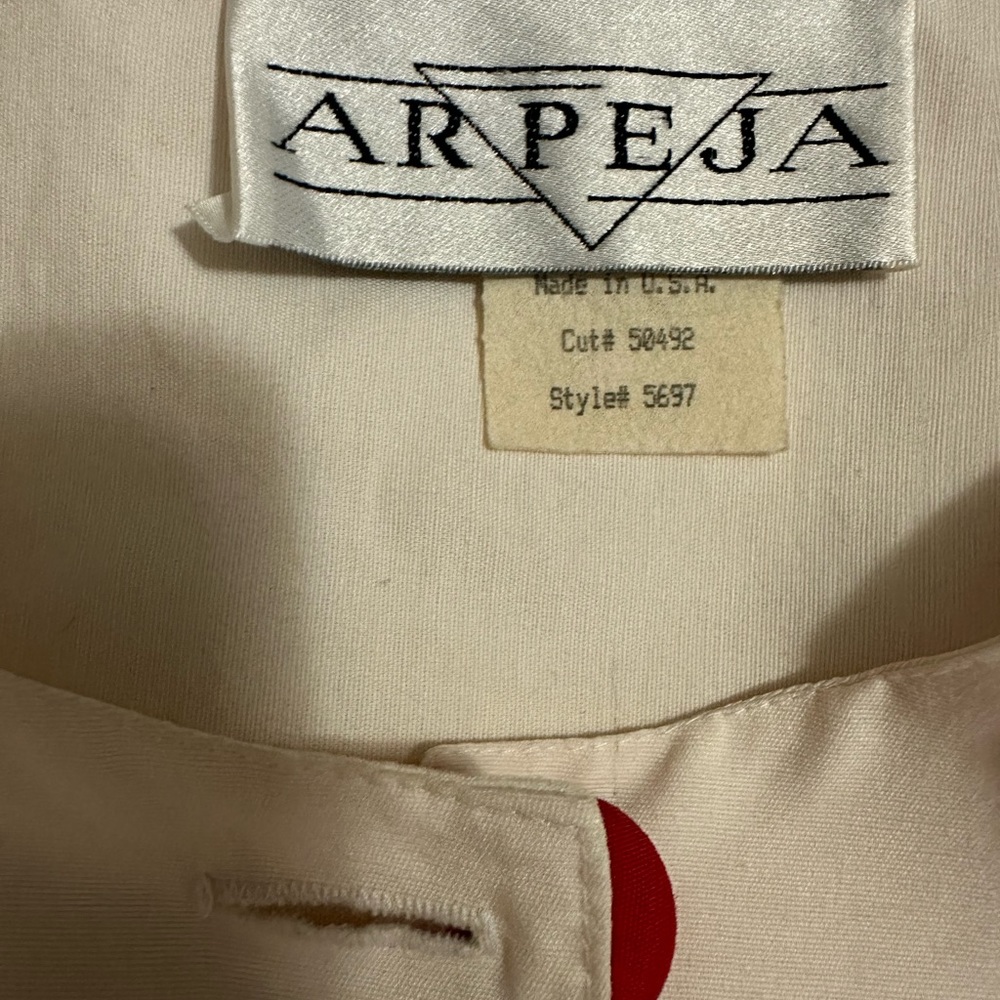 ARPEJA
Made in U.S.A.
Cut# 50492
Style# 5697